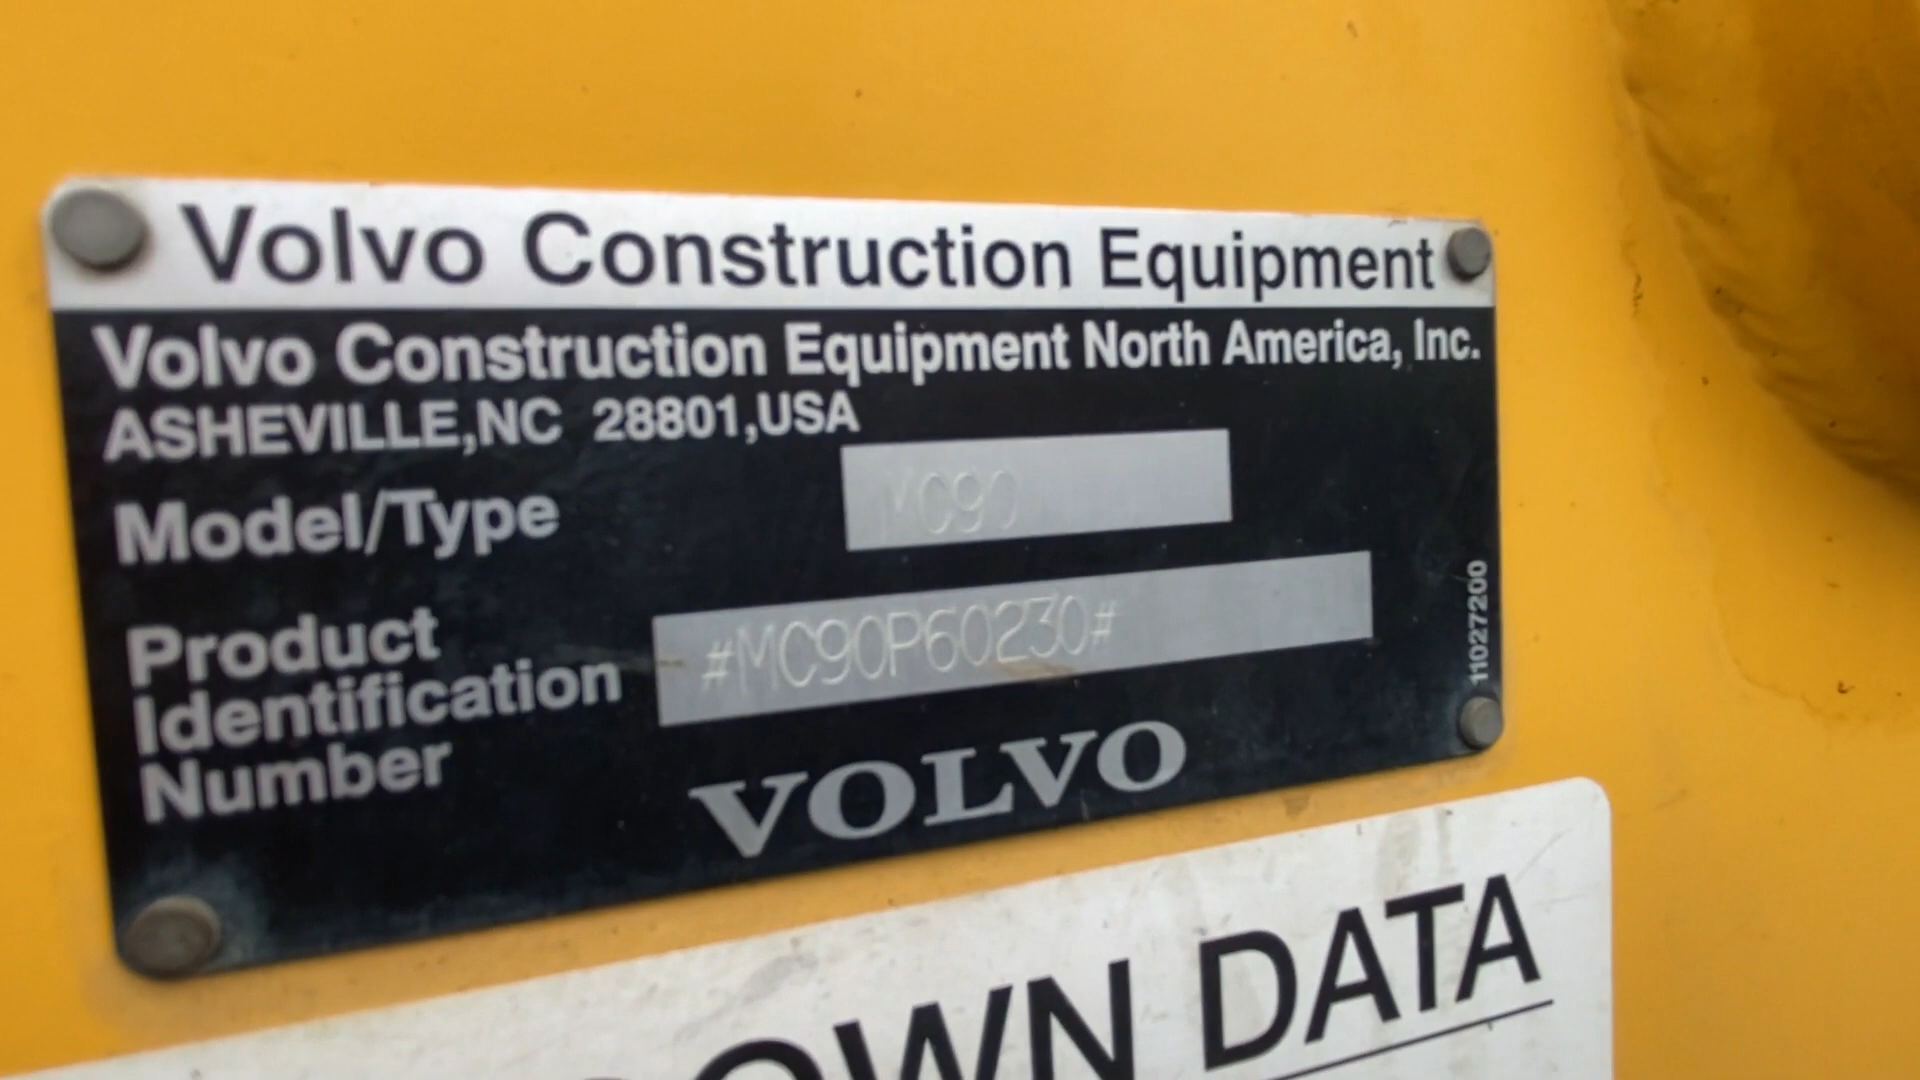 Volvo Construction Equipment
Volvo Construction Equipment North America, Inc.
ASHEVILLE,NC 28801,USA
Model/Type MC90
Product
Identification
Number
#MC90P60230#
11027200
VOLVO
DATA